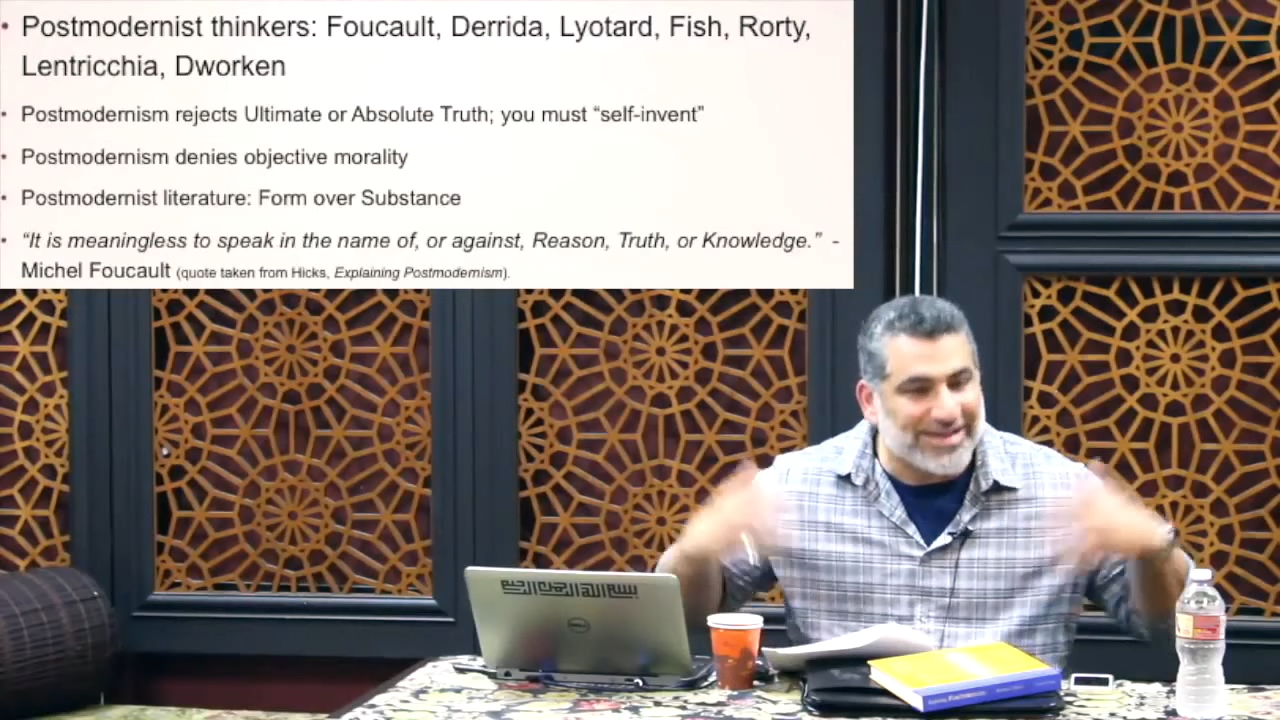 • Postmodernist thinkers: Foucault, Derrida, Lyotard, Fish, Rorty,
Lentricchia, Dworken
• Postmodernism rejects Ultimate or Absolute Truth; you must “self-invent”
• Postmodernism denies objective morality
• Postmodernist literature: Form over Substance
• “It is meaningless to speak in the name of, or against, Reason, Truth, or Knowledge.” -
Michel Foucault (quote taken from Hicks, Explaining Postmodernism).
بسم الله الرحمن الرحيم
DELL